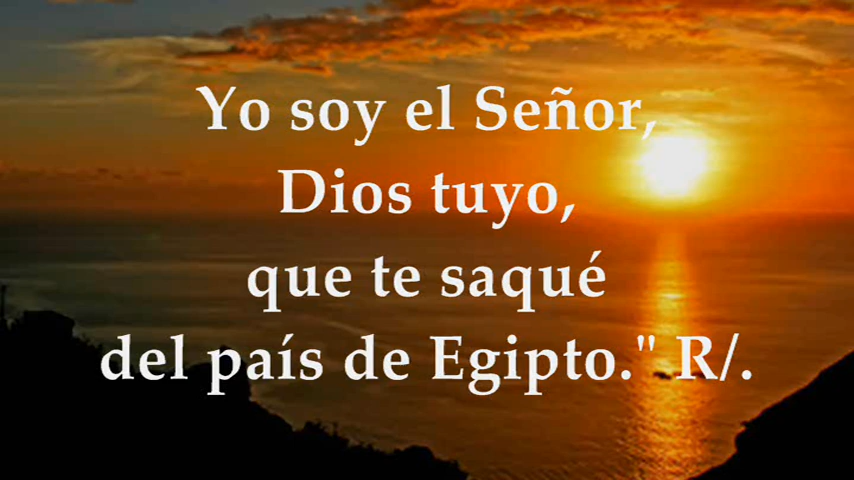 Yo soy el Señor,
Dios tuyo,
que te saqué
del país de Egipto." R/.